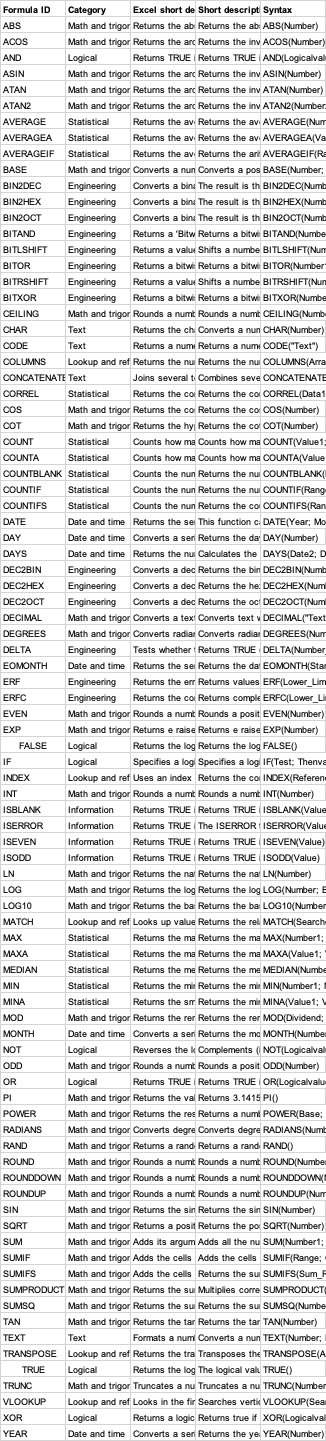 Formula ID Category Excel short de Short descripti Syntax
ABS Math and trigor Returns the ab Returns the ab ABS(Number)
ACOS Math and trigor Returns the arc Returns the inv ACOS(Number)
AND Logical Returns TRUE i Returns TRUE i AND(Logicalval
ASIN Math and trigor Returns the arc Returns the inv ASIN(Number)
ATAN Math and trigor Returns the arc Returns the inv ATAN(Number)
ATAN2 Math and trigor Returns the arc Returns the inv ATAN2(Number
AVERAGE Statistical Returns the av Returns the av AVERAGE(Num
AVERAGEA Statistical Returns the av Returns the av AVERAGEA(Va
AVERAGEIF Statistical Returns the av Returns the ari AVERAGEIF(Ra
BASE Math and trigor Converts a num Converts a pos BASE(Number;
BIN2DEC Engineering Converts a bina The result is th BIN2DEC(Numb
BIN2HEX Engineering Converts a bina The result is th BIN2HEX(Numb
BIN2OCT Engineering Converts a bina The result is th BIN2OCT(Numb
BITAND Engineering Returns a 'Bitw Returns a bitwi BITAND(Numbe
BITLSHIFT Engineering Returns a value Shifts a numbe BITLSHIFT(Num
BITOR Engineering Returns a bitwi Returns a bitwi BITOR(Number
BITRSHIFT Engineering Returns a value Shifts a numbe BITRSHIFT(Nun
BITXOR Engineering Returns a bitwi Returns a bitwi BITXOR(Numbe
CEILING Math and trigor Rounds a numb Rounds a numb CEILING(Numb
CHAR Text Returns the cha Converts a num CHAR(Number)
CODE Text Returns a nume Returns a nume CODE("Text")
COLUMNS Lookup and ref Returns the nu Returns the nu COLUMNS(Arra
CONCATENATE Text Joins several t Combines seve CONCATENATE
CORREL Statistical Returns the co Returns the co CORREL(Data1
COS Math and trigor Returns the co Returns the co COS(Number)
COT Math and trigor Returns the hy Returns the co COT(Number)
COUNT Statistical Counts how ma Counts how ma COUNT(Value1;
COUNTA Statistical Counts how ma Counts how ma COUNTA(Value
COUNTBLANK Statistical Counts the num Returns the nu COUNTBLANK(
COUNTIF Statistical Counts the num Returns the nu COUNTIF(Rang
COUNTIFS Statistical Counts the num Returns the co COUNTIFS(Ran
DATE Date and time Returns the se This function c DATE(Year; Mo
DAY Date and time Converts a seri Returns the da DAY(Number)
DAYS Date and time Returns the nu Calculates the DAYS(Date2; D
DEC2BIN Engineering Converts a dec Returns the bin DEC2BIN(Numb
DEC2HEX Engineering Converts a dec Returns the he DEC2HEX(Num
DEC2OCT Engineering Converts a dec Returns the oct DEC2OCT(Num
DECIMAL Math and trigor Converts a text Converts text w DECIMAL("Text
DEGREES Math and trigor Converts radiar Converts radiar DEGREES(Num
DELTA Engineering Tests whether t Returns TRUE DELTA(Number_
EOMONTH Date and time Returns the se Returns the dat EOMONTH(Star
ERF Engineering Returns the err Returns values ERF(Lower_Lim
ERFC Engineering Returns the co Returns comple ERFC(Lower_Li
EVEN Math and trigor Rounds a numb Rounds a posit EVEN(Number)
EXP Math and trigor Returns e raise Returns e raise EXP(Number)
FALSE Logical Returns the log Returns the log FALSE()
IF Logical Specifies a log Specifies a log IF(Test; Thenva
INDEX Lookup and ref Uses an index Returns the co INDEX(Referen
INT Math and trigor Rounds a numb Rounds a numb INT(Number)
ISBLANK Information Returns TRUE i Returns TRUE i ISBLANK(Value
ISERROR Information Returns TRUE i The ISERROR t ISERROR(Value
ISEVEN Information Returns TRUE i Returns TRUE i ISEVEN(Value)
ISODD Information Returns TRUE i Returns TRUE i ISODD(Value)
LN Math and trigor Returns the nat Returns the nat LN(Number)
LOG Math and trigor Returns the log Returns the log LOG(Number; B
LOG10 Math and trigor Returns the ba Returns the ba LOG10(Number
MATCH Lookup and ref Looks up value Returns the rel MATCH(Search
MAX Statistical Returns the ma Returns the ma MAX(Number1;
MAXA Statistical Returns the ma Returns the ma MAXA(Value1; V
MEDIAN Statistical Returns the me Returns the me MEDIAN(Numbe
MIN Statistical Returns the min Returns the min MIN(Number1; N
MINA Statistical Returns the sm Returns the min MINA(Value1; V
MOD Math and trigor Returns the rer Returns the rer MOD(Dividend;
MONTH Date and time Converts a seri Returns the mo MONTH(Numbe
NOT Logical Reverses the lo Complements ( NOT(Logicalval
ODD Math and trigor Rounds a numb Rounds a posit ODD(Number)
OR Logical Returns TRUE i Returns TRUE i OR(Logicalvalu
PI Math and trigor Returns the val Returns 3.1415 PI()
POWER Math and trigor Returns the res Returns a numb POWER(Base;
RADIANS Math and trigor Converts degre Converts degre RADIANS(Numb
RAND Math and trigor Returns a rand Returns a rand RAND()
ROUND Math and trigor Rounds a numb Rounds a numb ROUND(Numbe
ROUNDDOWN Math and trigor Rounds a numb Rounds a numb ROUNDDOWN(N
ROUNDUP Math and trigor Rounds a numb Rounds a numb ROUNDUP(Num
SIN Math and trigor Returns the sin Returns the sin SIN(Number)
SQRT Math and trigor Returns a posit Returns the po SQRT(Number)
SUM Math and trigor Adds its argum Adds all the nu SUM(Number1;
SUMIF Math and trigor Adds the cells Adds the cells SUMIF(Range;
SUMIFS Math and trigor Adds the cells Returns the su SUMIFS(Sum_R
SUMPRODUCT Math and trigor Returns the su Multiplies corre SUMPRODUCT(
SUMSQ Math and trigor Returns the su Returns the su SUMSQ(Numbe
TAN Math and trigor Returns the tar Returns the tar TAN(Number)
TEXT Text Formats a num Converts a num TEXT(Number;
TRANSPOSE Lookup and ref Returns the tra Transposes the TRANSPOSE(A
TRUE Logical Returns the log The logical valu TRUE()
TRUNC Math and trigor Truncates a nu Truncates a nu TRUNC(Numbe
VLOOKUP Lookup and ref Looks in the fir Searches verti VLOOKUP(Sear
XOR Logical Returns a logic Returns true if XOR(Logicalval
YEAR Date and time Converts a seri Returns the ye YEAR(Number)